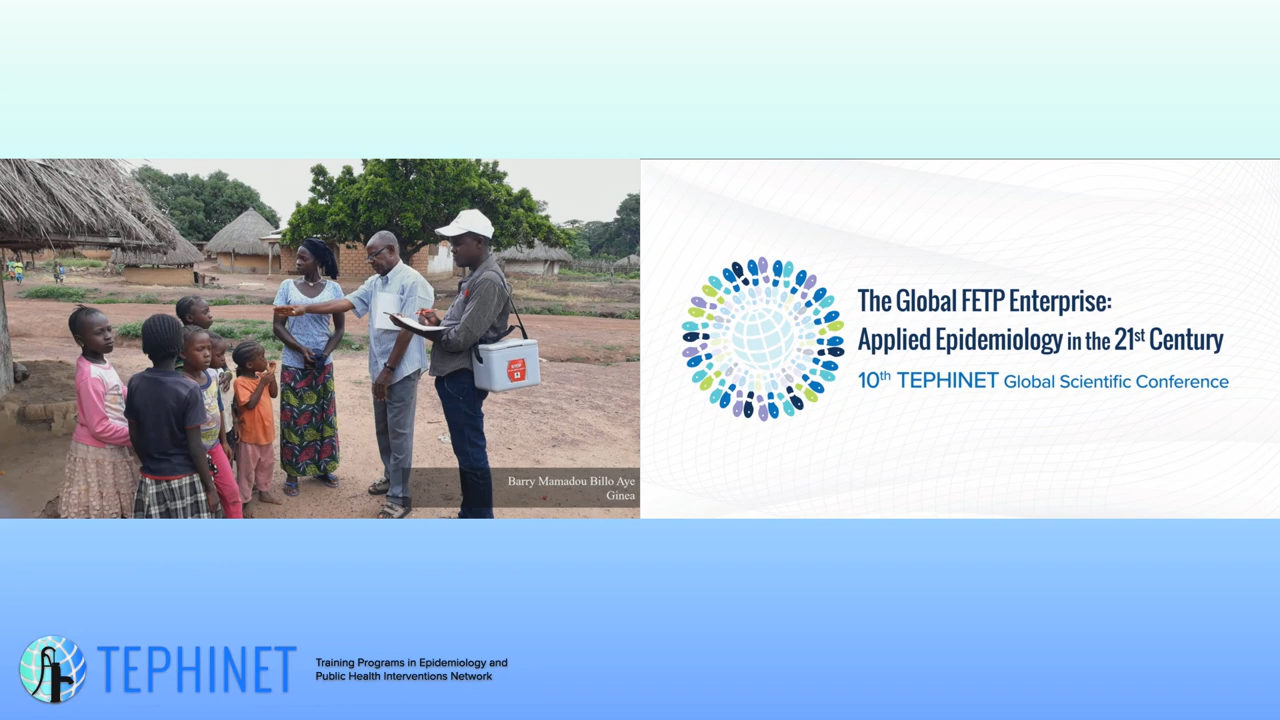 Barry Mamadou Billo Aye
Ginea
The Global FETP Enterprise:
Applied Epidemiology in the 21st Century
10th TEPHINET Global Scientific Conference
TEPHINET
Training Programs in Epidemiology and
Public Health Interventions Network